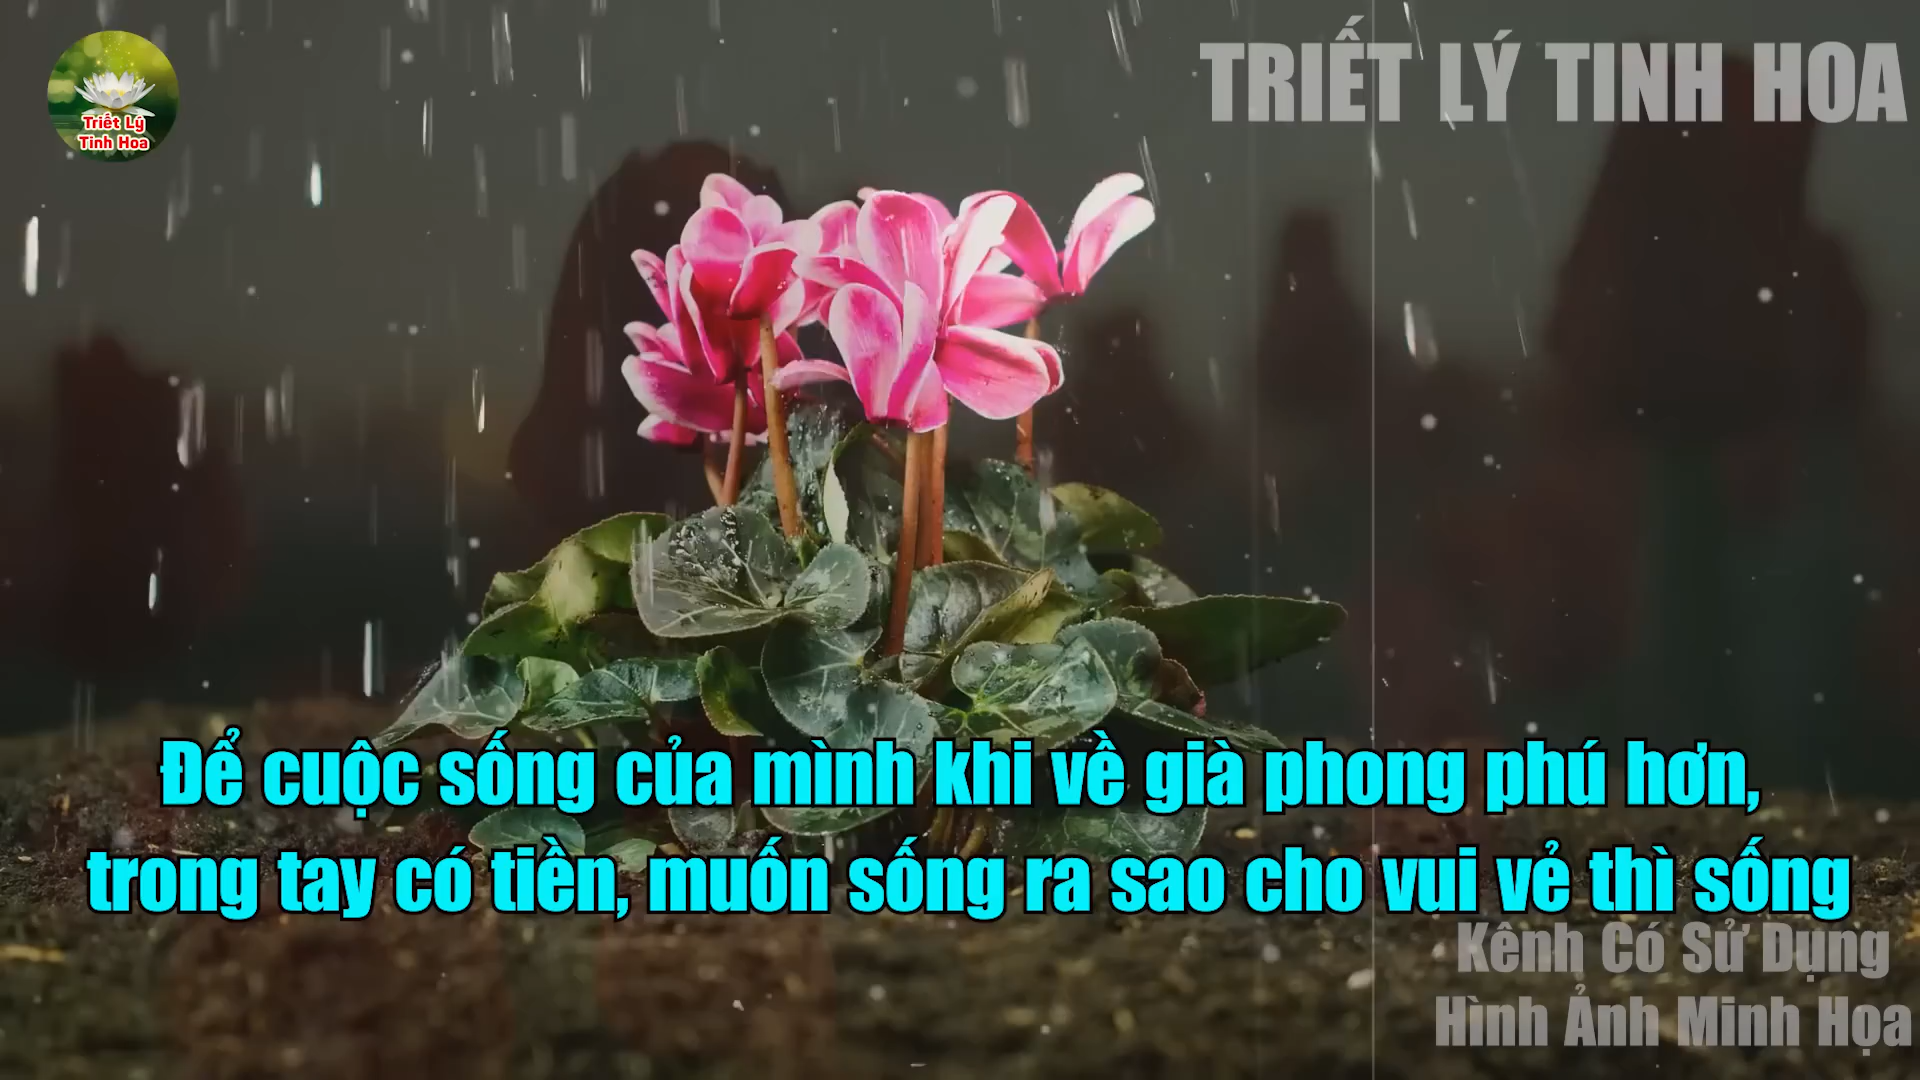 Triết Lý
Tinh Hoa
TRIẾT LÝ TINH HOA
Để cuộc sống của mình khi về già phong phú hơn,
trong tay có tiền, muốn sống ra sao cho vui vẻ thì sống
Kênh Có Sử Dụng
Hình Ảnh Minh Họa